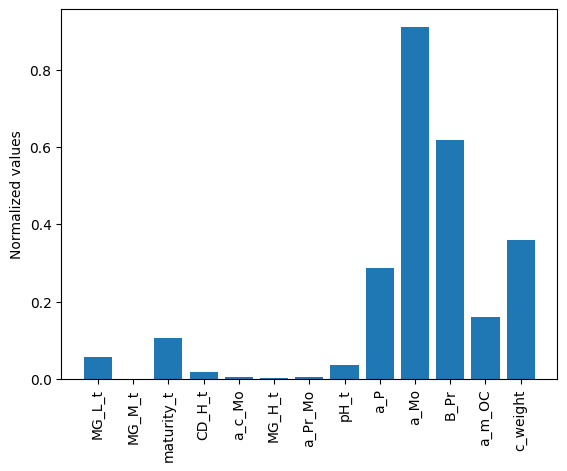 Normalized values
0.8
0.6
0.4
0.2
0.0
MG_L_t
MG_M_t
maturity_t
CD_H_t
a_c_Mo
MG_H_t
a_Pr_Mo
pH_t
a_P
a_Mo
B_Pr
a_m_OC
c_weight